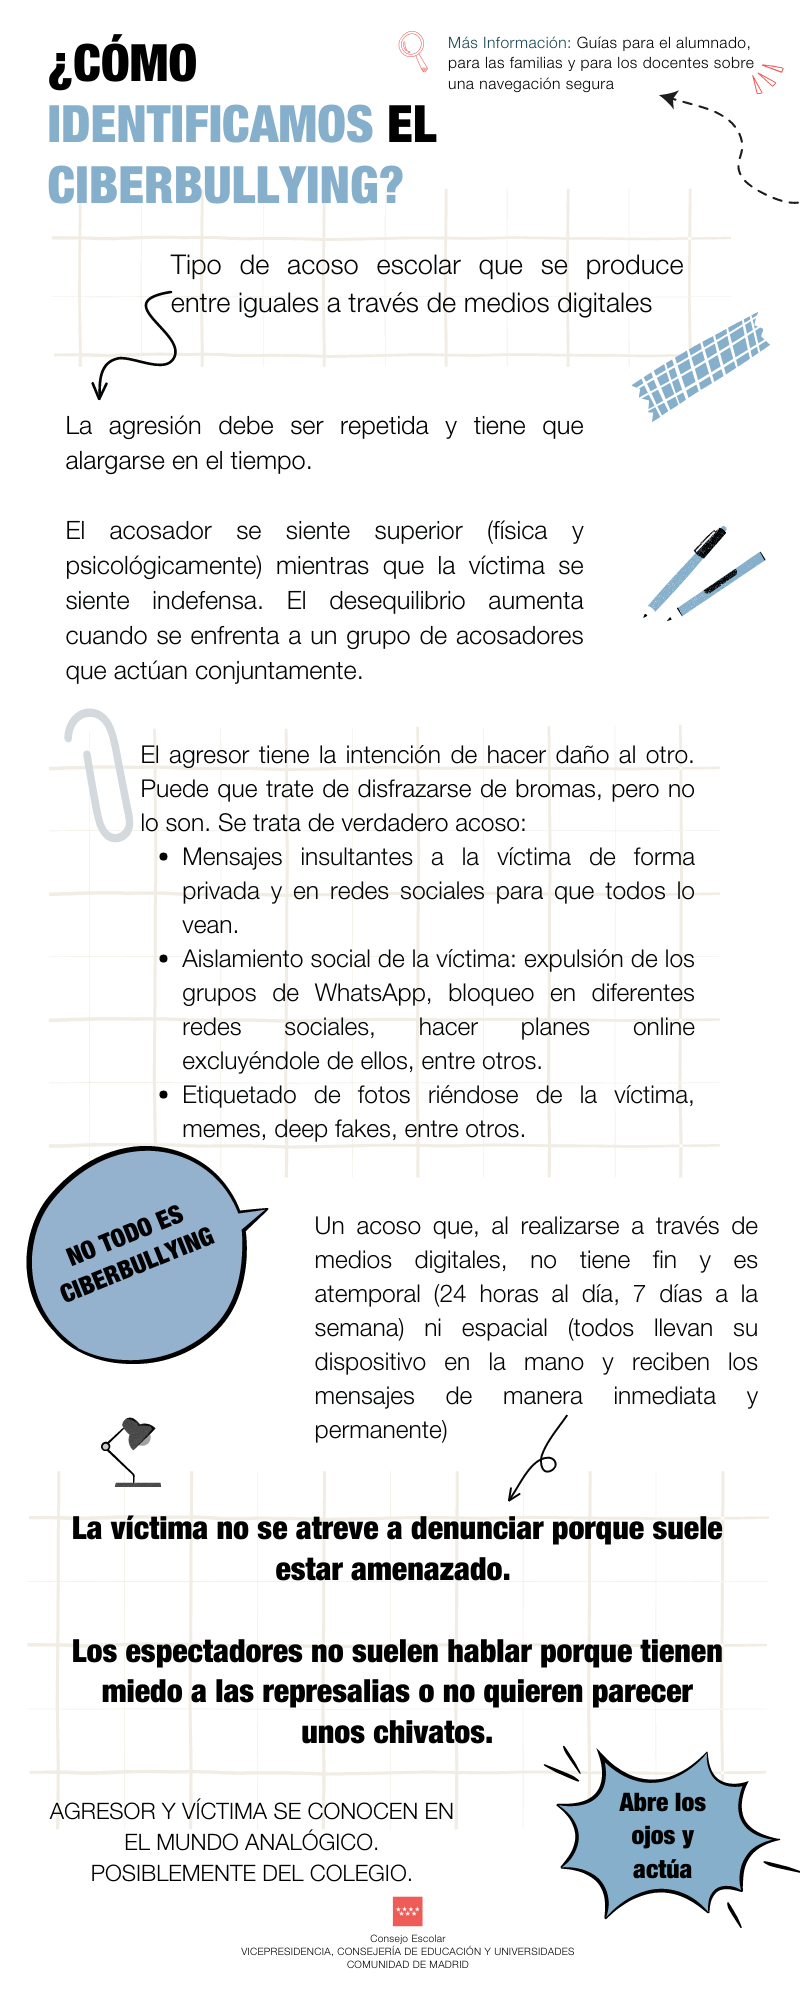 ¿CÓMO
IDENTIFICAMOS EL
CIBERBULLYING?
Más Información: Guías para el alumnado,
para las familias y para los docentes sobre
una navegación segura
Tipo de acoso escolar que se produce
entre iguales a través de medios digitales
La agresión debe ser repetida y tiene que
alargarse en el tiempo.
El acosador se siente superior (física y
psicológicamente) mientras que la víctima se
siente indefensa. El desequilibrio aumenta
cuando se enfrenta a un grupo de acosadores
que actúan conjuntamente.
El agresor tiene la intención de hacer daño al otro.
Puede que trate de disfrazarse de bromas, pero no
lo son. Se trata de verdadero acoso:
• Mensajes insultantes a la víctima de forma
privada y en redes sociales para que todos lo
vean.
• Aislamiento social de la víctima: expulsión de los
grupos de WhatsApp, bloqueo en diferentes
redes sociales, hacer planes online
excluyéndole de ellos, entre otros.
• Etiquetado de fotos riéndose de la víctima,
memes, deep fakes, entre otros.
NO TODO ES
CIBERBULLYING
Un acoso que, al realizarse a través de
medios digitales, no tiene fin y es
atemporal (24 horas al día, 7 días a la
semana) ni espacial (todos llevan su
dispositivo en la mano y reciben los
mensajes de manera inmediata y
permanente)
La víctima no se atreve a denunciar porque suele
estar amenazado.
Los espectadores no suelen hablar porque tienen
miedo a las represalias o no quieren parecer
unos chivatos.
Abre los
ojos y
actúa
AGRESOR Y VÍCTIMA SE CONOCEN EN
EL MUNDO ANALÓGICO.
POSIBLEMENTE DEL COLEGIO.
Consejo Escolar
VICEPRESIDENCIA, CONSEJERÍA DE EDUCACIÓN Y UNIVERSIDADES
COMUNIDAD DE MADRID